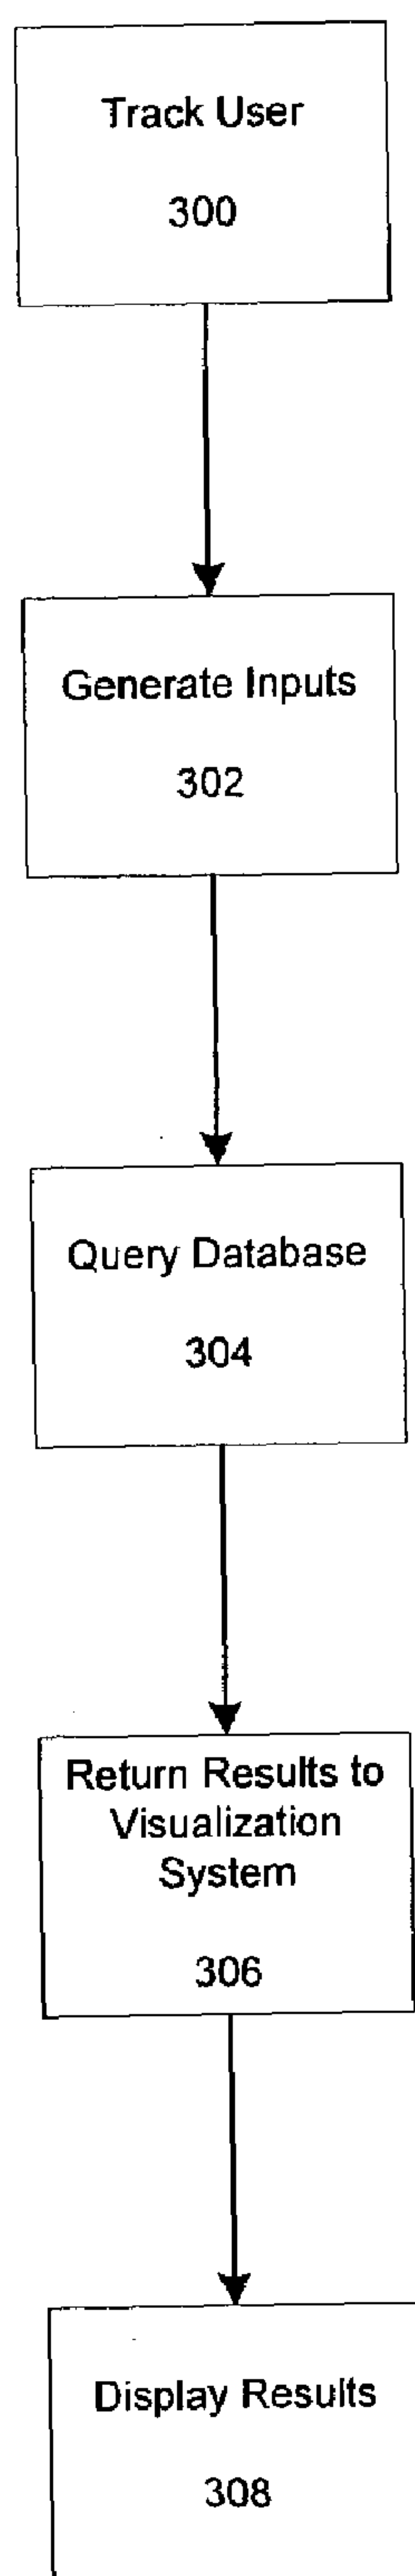 Track User
300
Generate Inputs
302
Query Database
304
Return Results to
Visualization
System
306
Display Results
308